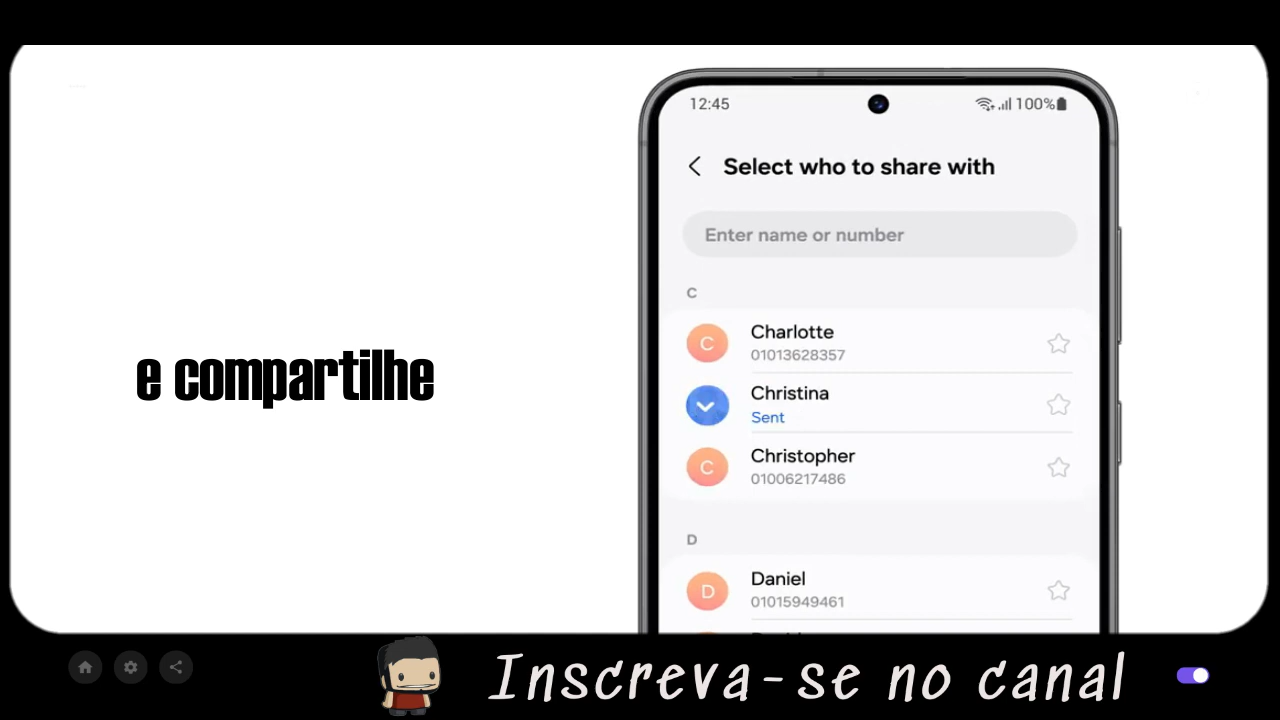 12:45
100%
Select who to share with
Enter name or number
C
C
Charlotte
01013628357
Christina
Sent
C
Christopher
01006217486
D
D
Daniel
01015949461
e compartilhe
Inscreva-se no canal